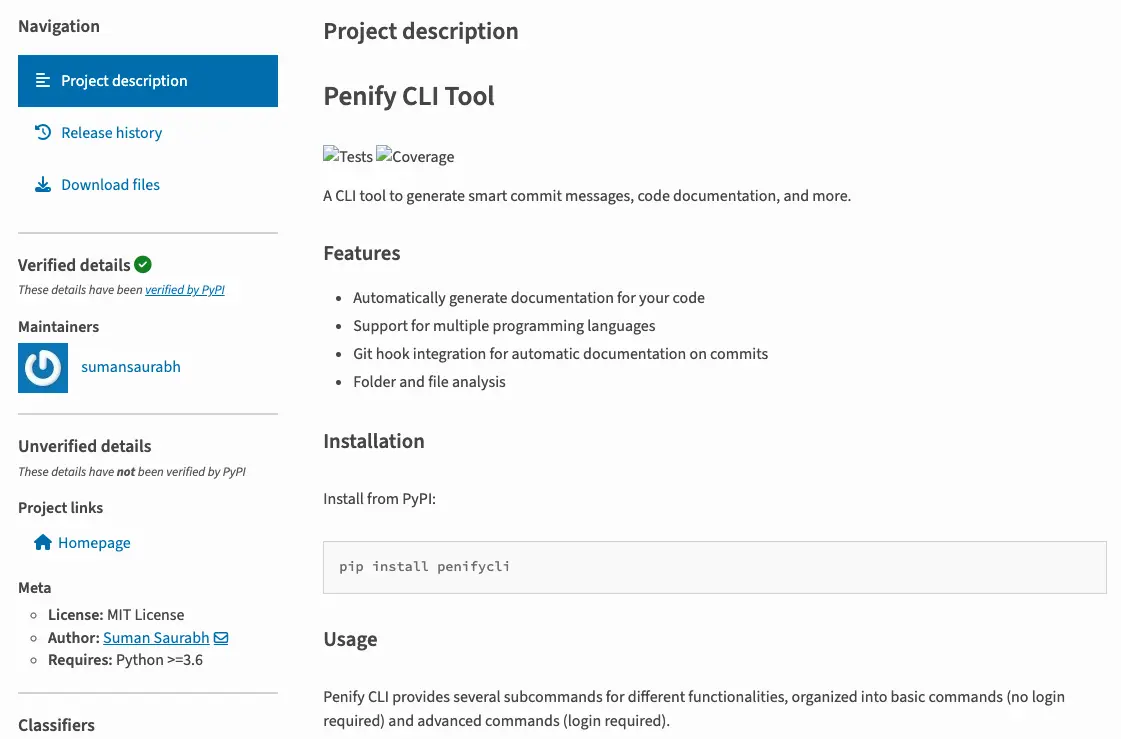 Navigation
Project description
Release history
Download files
Verified details
These details have been verified by PyPI
Maintainers
sumansaurabh
Unverified details
These details have not been verified by PyPI
Project links
Homepage
Meta
License: MIT License
Author: Suman Saurabh
Requires: Python >=3.6
Classifiers
Project description
Penify CLI Tool
Tests Coverage
A CLI tool to generate smart commit messages, code documentation, and more.
Features
Automatically generate documentation for your code
Support for multiple programming languages
Git hook integration for automatic documentation on commits
Folder and file analysis
Installation
Install from PyPI:
pip install penifycli
Usage
Penify CLI provides several subcommands for different functionalities, organized into basic commands (no login
required) and advanced commands (login required).